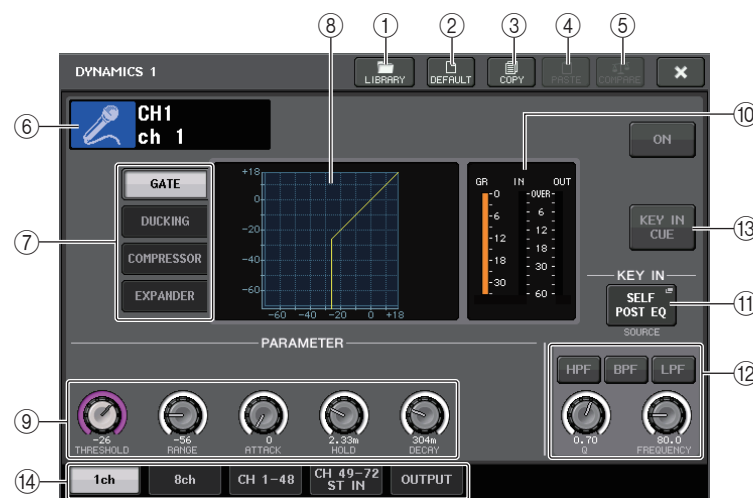 ① ② ③ ④ ⑤ ⑥ ⑦ ⑧ ⑨ ⑩ ⑪ ⑫ ⑬ ⑭
DYNAMICS 1
LIBRARY
DEFAULT
COPY
PASTE
COMPARE
CH1
ch 1
ON
GATE
DUCKING
COMPRESSOR
EXPANDER
+18
0
-20
-40
-60
-60 -40 -20 0 +18
GR IN OUT
-0 -OVER-
-6 - 6 -
-12 - 12 -
-18 - 18 -
-30 - 30 -
- 60 -
KEY IN
CUE
KEY IN
SELF
POST EQ
SOURCE
PARAMETER
HPF BPF LPF
-26 -56 0 2.33m 304m
THRESHOLD RANGE ATTACK HOLD DECAY
0.70 80.0
Q FREQUENCY
1ch
8ch
CH 1-48
CH 49-72
ST IN
OUTPUT